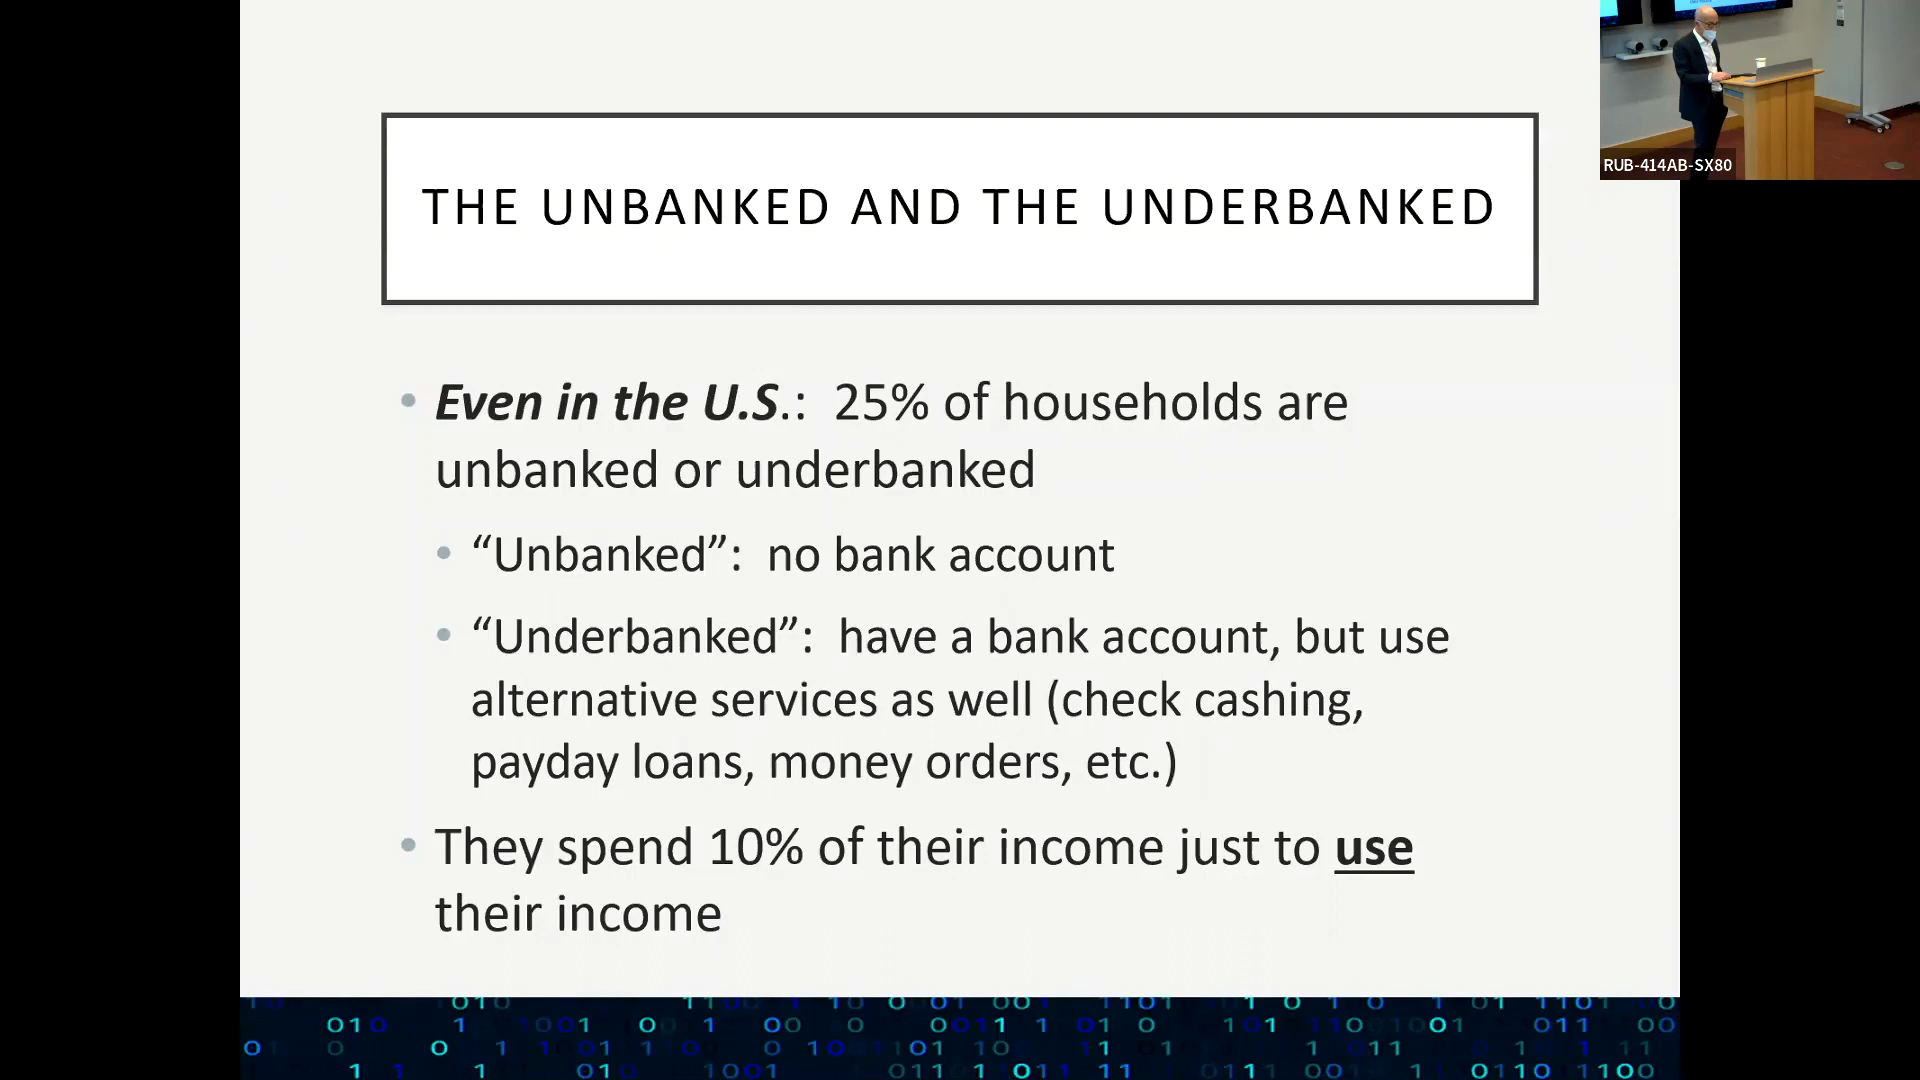 THE UNBANKED AND THE UNDERBANKED
RUB-414AB-SX80
• Even in the U.S.:  25% of households are
unbanked or underbanked
• “Unbanked”:  no bank account
• “Underbanked”:  have a bank account, but use
alternative services as well (check cashing,
payday loans, money orders, etc.)
• They spend 10% of their income just to use
their income